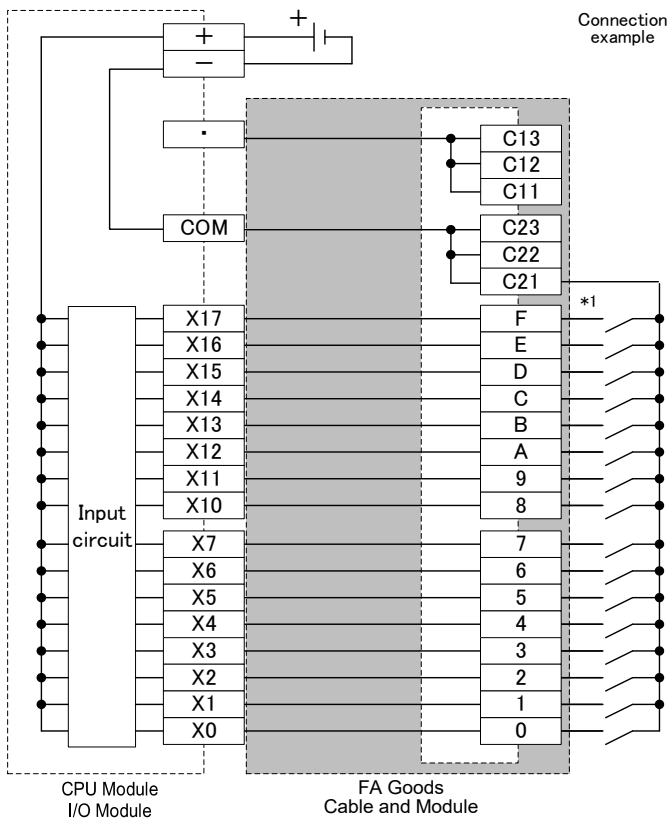 Connection
example
+
+
−
・
C13
C12
C11
COM
C23
C22
C21
*1
X17 F
X16 E
X15 D
X14 C
X13 B
X12 A
X11 9
X10 8
Input
circuit
X7 7
X6 6
X5 5
X4 4
X3 3
X2 2
X1 1
X0 0
CPU Module
I/O Module
FA Goods
Cable and Module